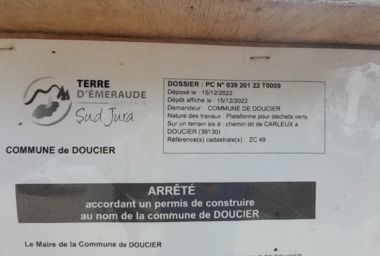 TERRE
D'ÉMERAUDE
Sud Jura
COMMUNE de DOUCIER
DOSSIER : PC N° 039 201 22 T0009
Déposé le : 15/12/2022
Dépôt affiché le : 15/12/2022
Demandeur : COMMUNE DE DOUCIER
Nature des travaux : Plateforme pour déchets verts
Sur un terrain sis à : chemin dit de CARLEUX à
DOUCIER (39130)
Référence(s) cadastrale(s) : ZC 49
ARRÊTÉ
accordant un permis de construire
au nom de la commune de DOUCIER
Le Maire de la Commune de DOUCIER